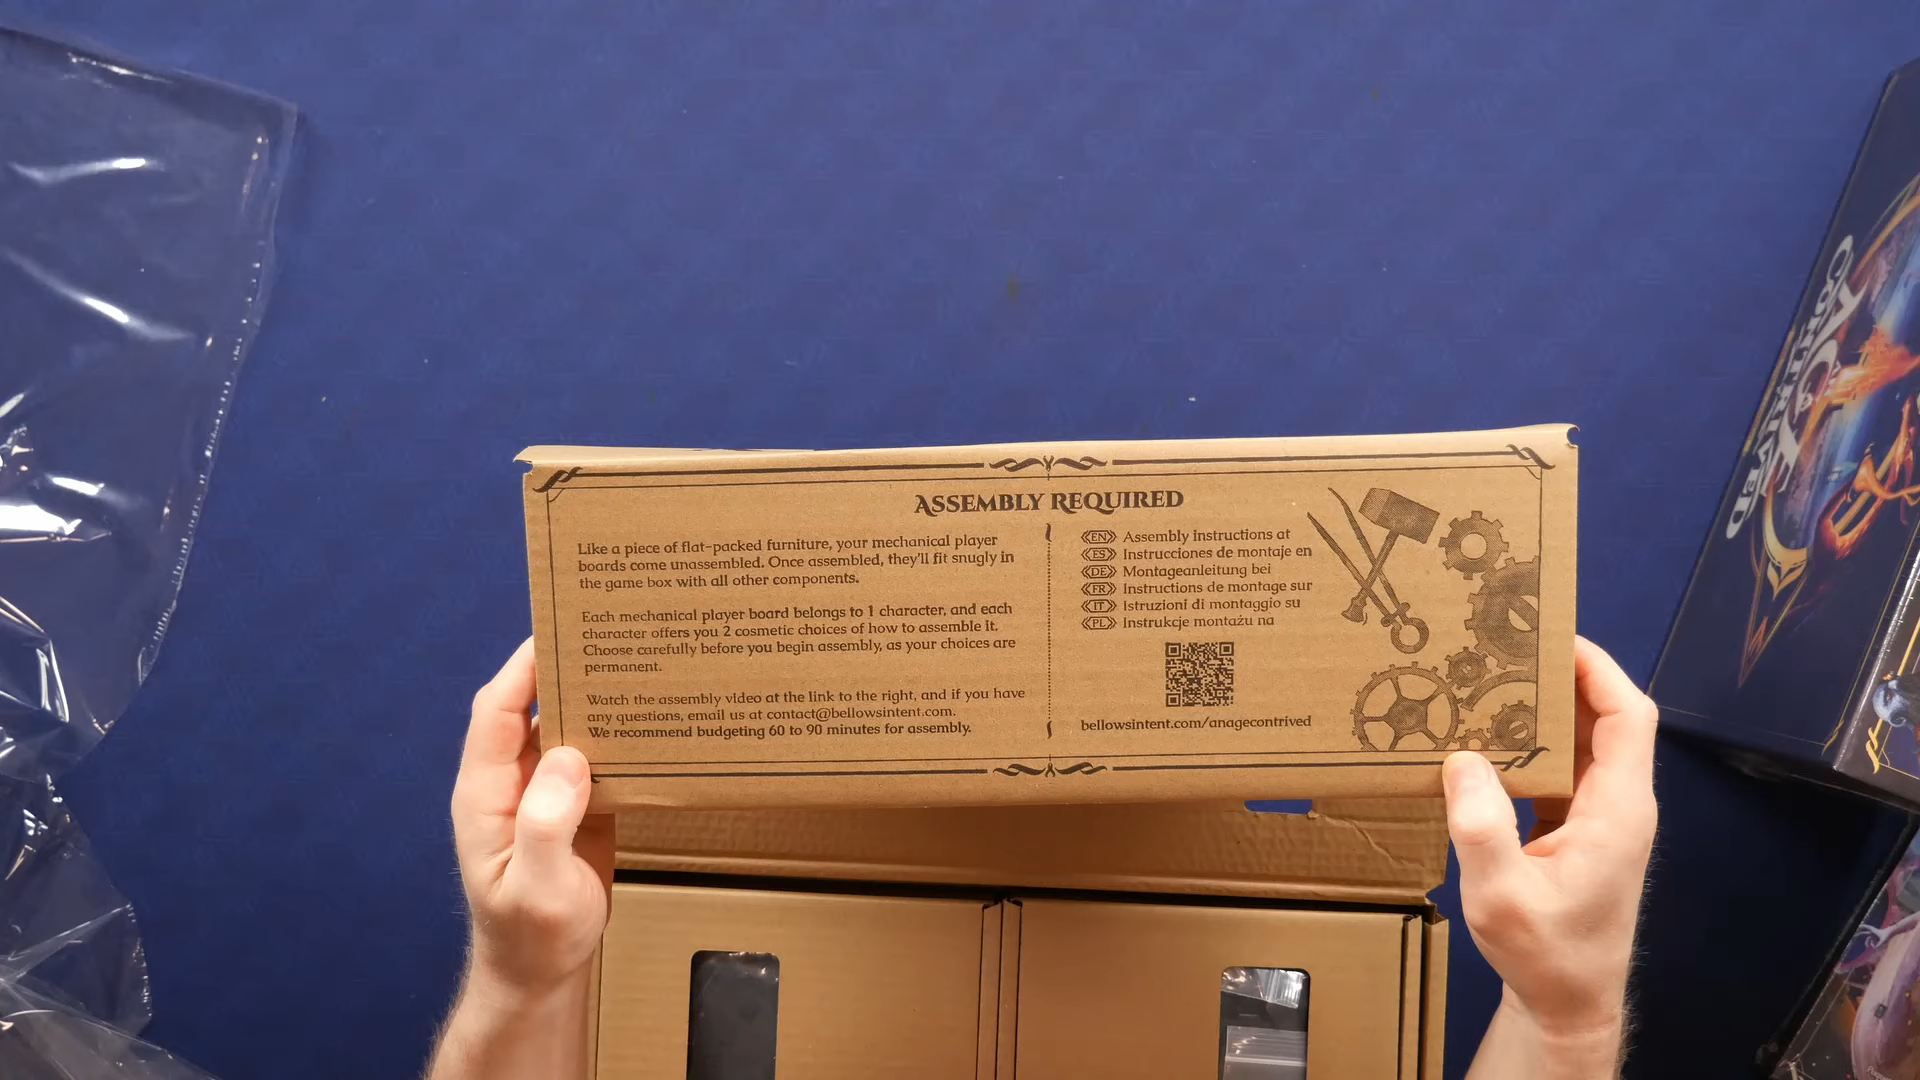 ASSEMBLY REQUIRED
Like a piece of flat-packed furniture, your mechanical player
boards come unassembled. Once assembled, they'll fit snugly in
the game box with all other components.
Each mechanical player board belongs to 1 character, and each
character offers you 2 cosmetic choices of how to assemble it.
Choose carefully before you begin assembly, as your choices are
permanent.
Watch the assembly video at the link to the right, and if you have
any questions, email us at contact@bellowsintent.com.
We recommend budgeting 60 to 90 minutes for assembly.
EN Assembly instructions at
ES Instrucciones de montaje en
DE Montageanleitung bei
FR Instructions de montage sur
IT Istruzioni di montaggio su
PL Instrukcje montażu na
bellowsintent.com/anagecontrived
AGE
CONTRIVED